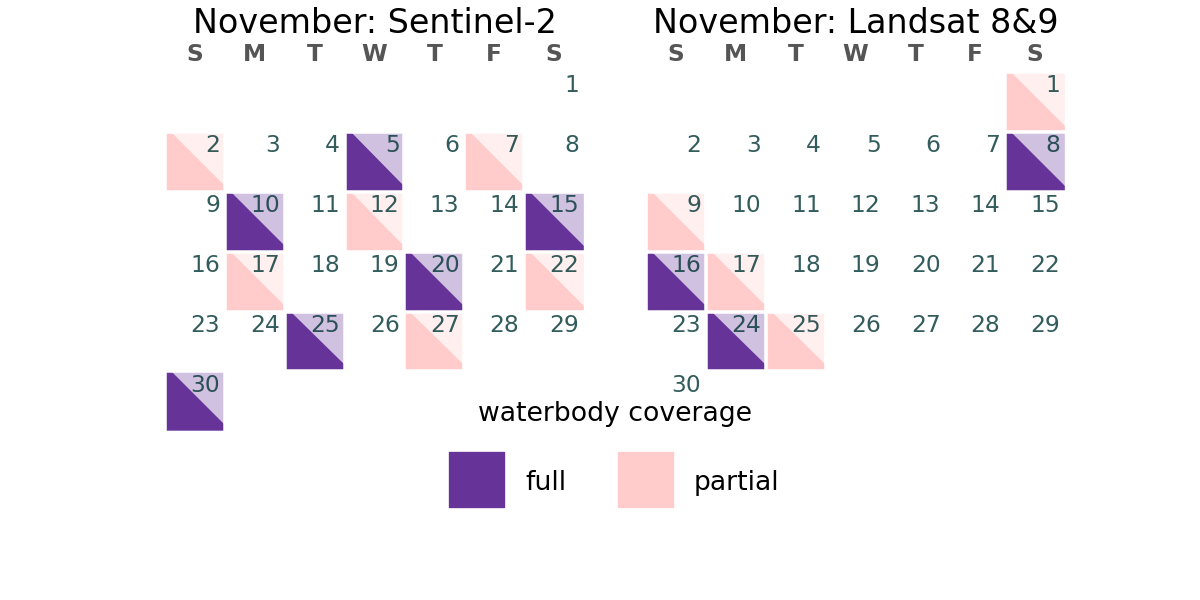 November: Sentinel-2
S M T W T F S
1
2 3 4 5 6 7 8
9 10 11 12 13 14 15
16 17 18 19 20 21 22
23 24 25 26 27 28 29
30
November: Landsat 8&9
S M T W T F S
1
2 3 4 5 6 7 8
9 10 11 12 13 14 15
16 17 18 19 20 21 22
23 24 25 26 27 28 29
30
waterbody coverage
full partial